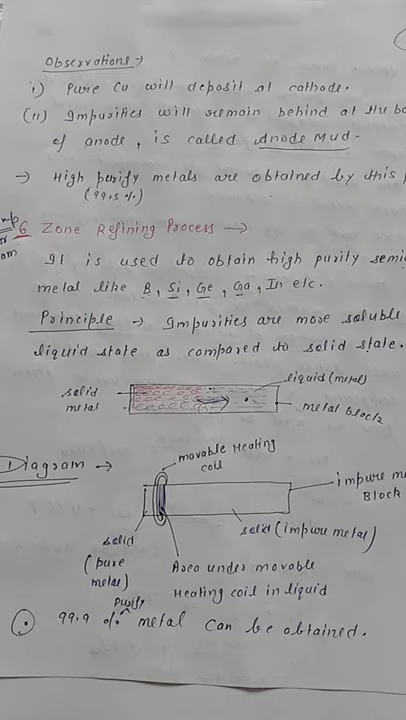 Observations →
i) Pure Cu will deposit at cathode.
(ii) Impurities will remain behind at the
of anode, is called Anode Mud.
→ High purity metals are obtained by this
(99.5 %)
6 Zone Refining Process →
It is used to obtain high purity
metal like B, Si, Ge, Ga, In etc.
Principle → Impurities are more soluble
liquid state as compared to solid state.
solid metal
liquid (metal)
metal block
Diagram →
movable Heating coil
impure
Block
solid (impure metal)
solid
(pure metal)
Area under movable
Heating coil in liquid
99.9 % purity metal can be obtained.